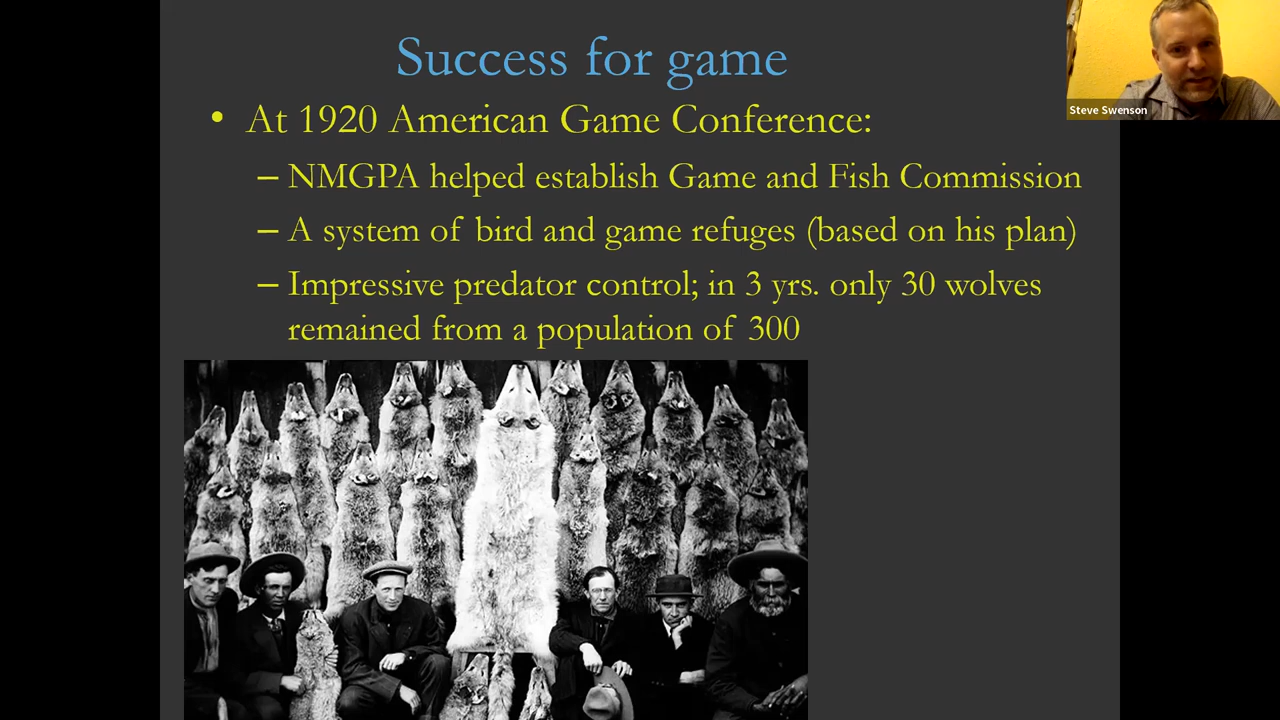 Success for game
• At 1920 American Game Conference:
– NMGPA helped establish Game and Fish Commission
– A system of bird and game refuges (based on his plan)
– Impressive predator control; in 3 yrs. only 30 wolves
remained from a population of 300
Steve Swenson